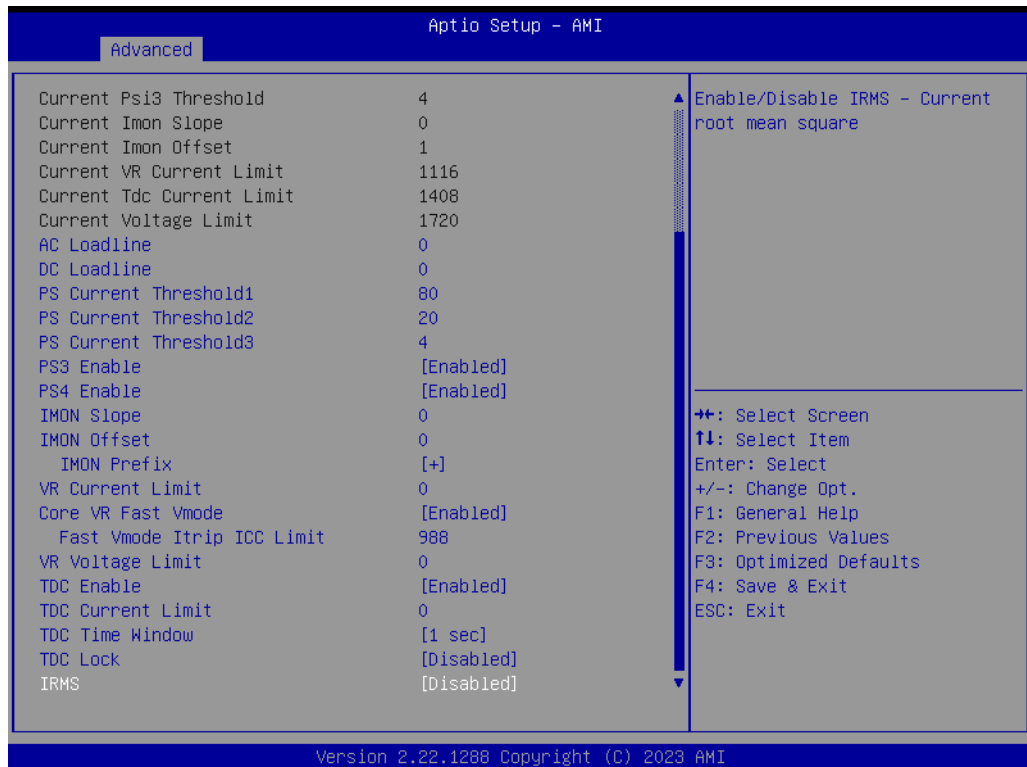 Aptio Setup - AMI
Advanced
Current Psi3 Threshold 4
Current Imon Slope 0
Current Imon Offset 1
Current VR Current Limit 1116
Current Tdc Current Limit 1408
Current Voltage Limit 1720
AC Loadline 0
DC Loadline 0
PS Current Threshold1 80
PS Current Threshold2 20
PS Current Threshold3 4
PS3 Enable [Enabled]
PS4 Enable [Enabled]
IMON Slope 0
IMON Offset 0
IMON Prefix [+]
VR Current Limit 0
Core VR Fast Vmode [Enabled]
Fast Vmode Itrip ICC Limit 988
VR Voltage Limit 0
TDC Enable [Enabled]
TDC Current Limit 0
TDC Time Window [1 sec]
TDC Lock [Disabled]
IRMS [Disabled]
Enable/Disable IRMS - Current
root mean square
→←: Select Screen
↑↓: Select Item
Enter: Select
+/-: Change Opt.
F1: General Help
F2: Previous Values
F3: Optimized Defaults
F4: Save & Exit
ESC: Exit
Version 2.22.1288 Copyright (C) 2023 AMI